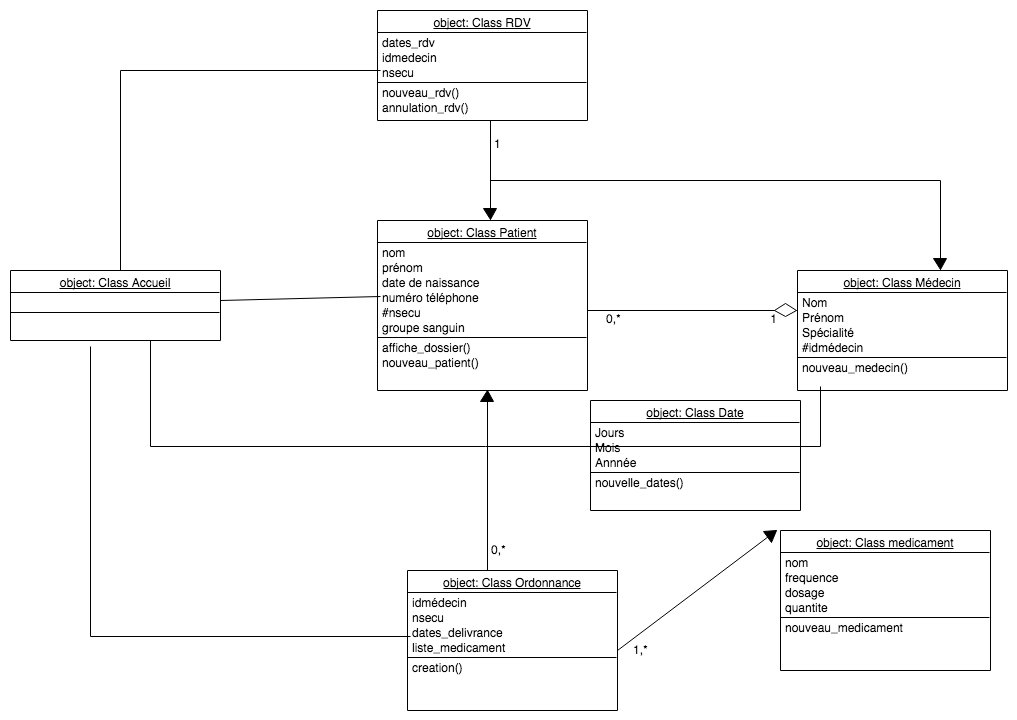 object: Class RDV
dates_rdv
idmedecin
nsecu
nouveau_rdv()
annulation_rdv()
1
object: Class Patient
nom
prénom
date de naissance
numéro téléphone
#nsecu
groupe sanguin
affiche_dossier()
nouveau_patient()
object: Class Accueil
0,*
1
object: Class Médecin
Nom
Prénom
Spécialité
#idmédecin
nouveau_medecin()
object: Class Date
Jours
Mois
Annnée
nouvelle_dates()
0,*
object: Class Ordonnance
idmédecin
nsecu
dates_delivrance
liste_medicament
creation()
1,*
object: Class medicament
nom
frequence
dosage
quantite
nouveau_medicament